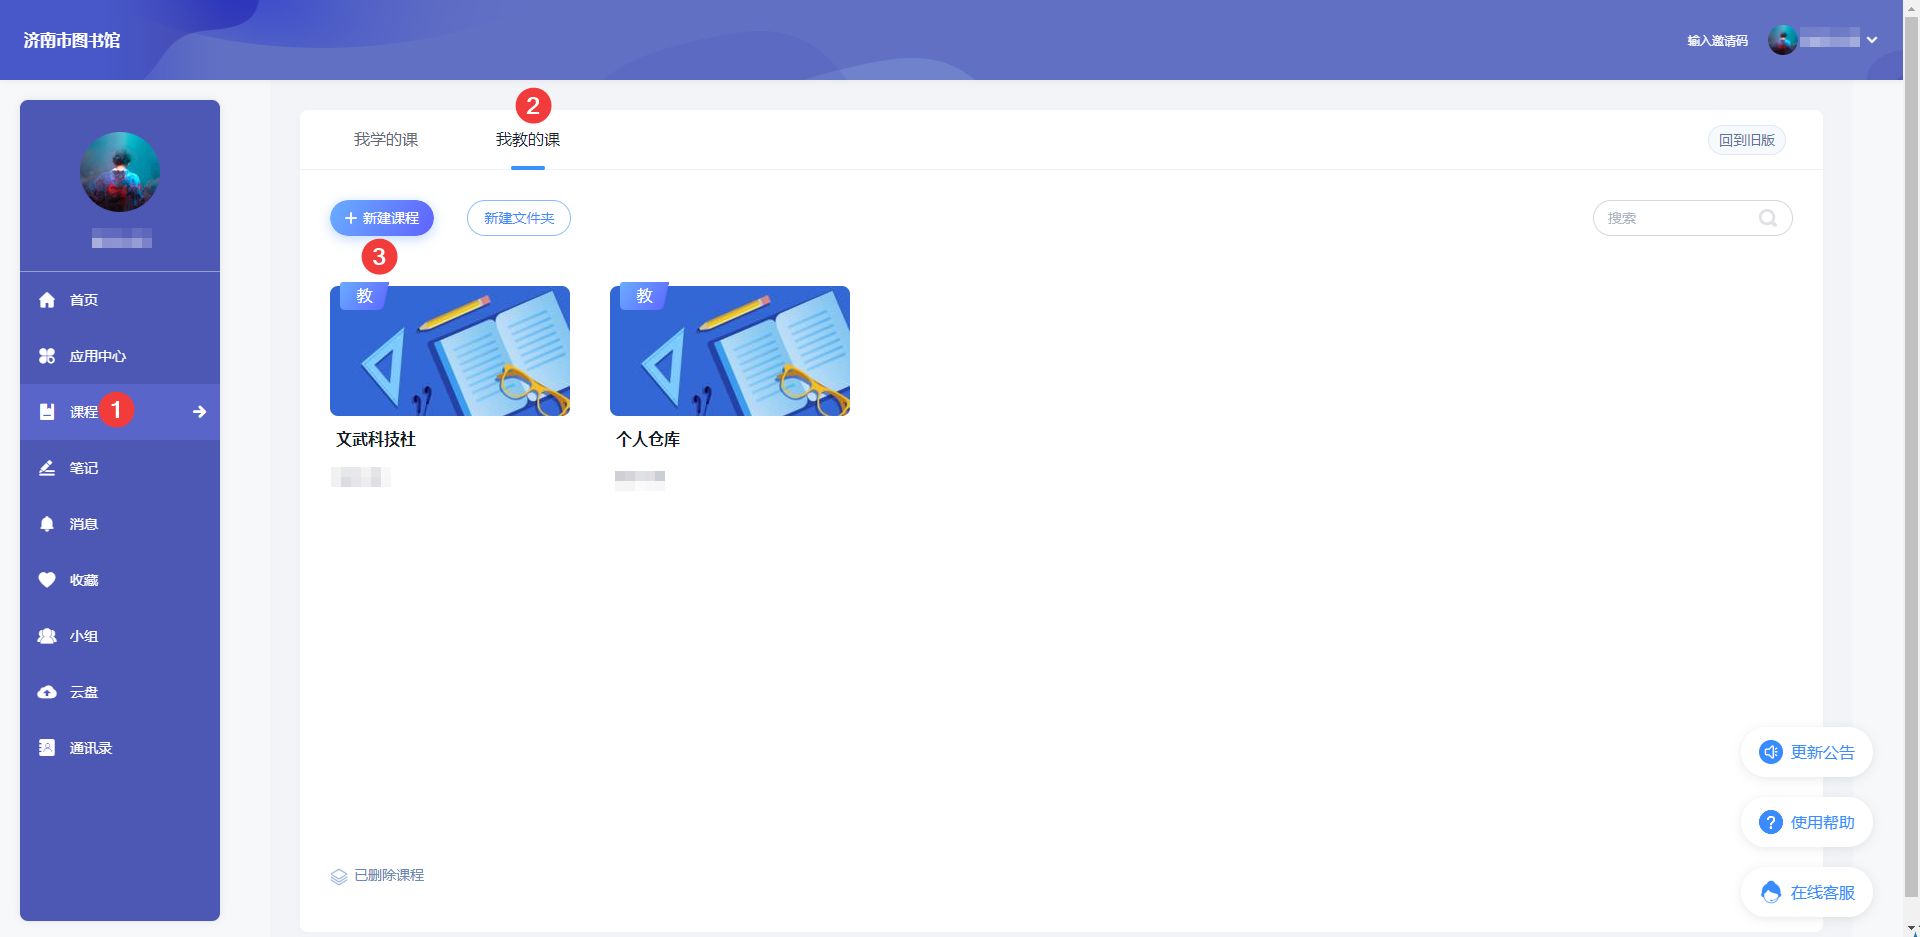 济南市图书馆
输入邀请码
2
我学的课
我教的课
回到旧版
新建课程
新建文件夹
搜索
3
教
教
文武科技社
个人仓库
首页
应用中心
课程
1
笔记
消息
收藏
小组
云盘
通讯录
更新公告
使用帮助
在线客服
已删除课程